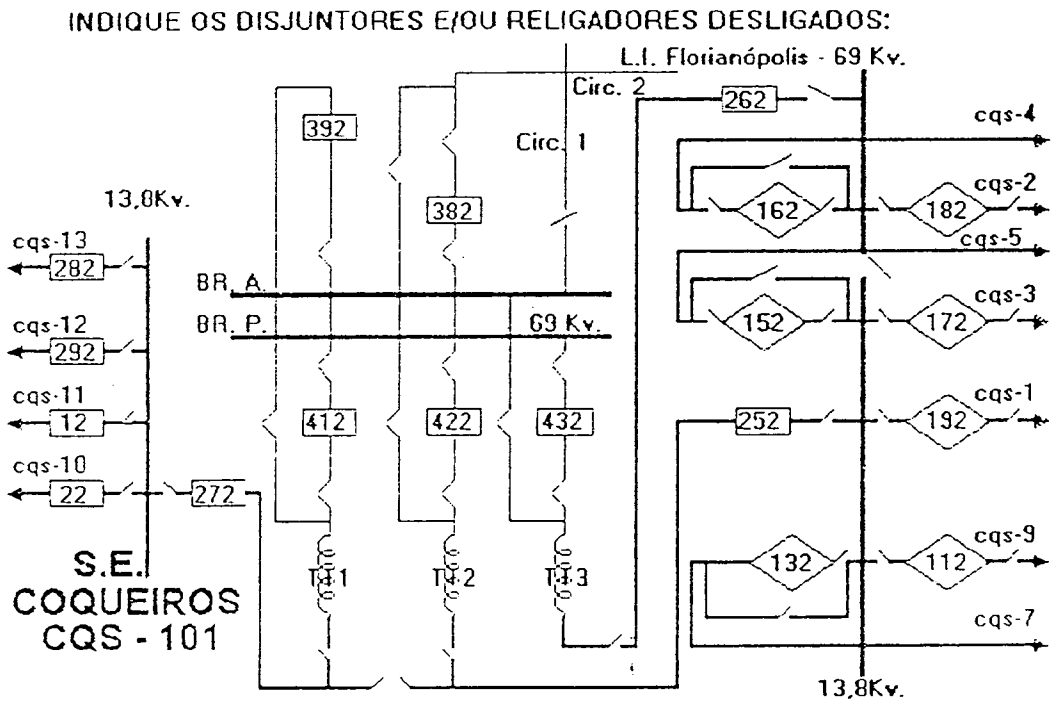 INDIQUE OS DISJUNTORES E/OU RELIGADORES DESLIGADOS:
L.I. Florianópolis - 69 Kv.
Circ. 2
262
392
cqs-4
Circ. 1
cqs-2
13,8Kv.
382
162
182
cqs-13
cqs-5
282
BR. A.
cqs-3
cqs-12
BR. P.
69 Kv.
152
172
292
cqs-11
cqs-1
12
412
422
432
252
192
cqs-10
22
272
cqs-9
132
112
S.E.
TT1
TT2
TT3
COQUEIROS
CQS - 101
cqs-7
13,8Kv.